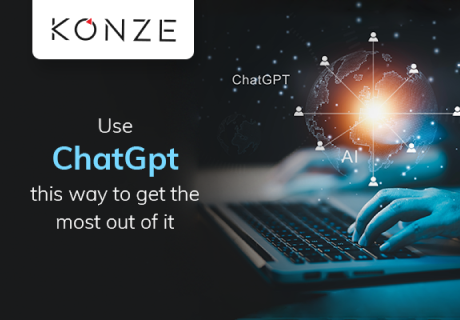 KONZE
ChatGPT
AI
Use
ChatGpt
this way to get the
most out of it